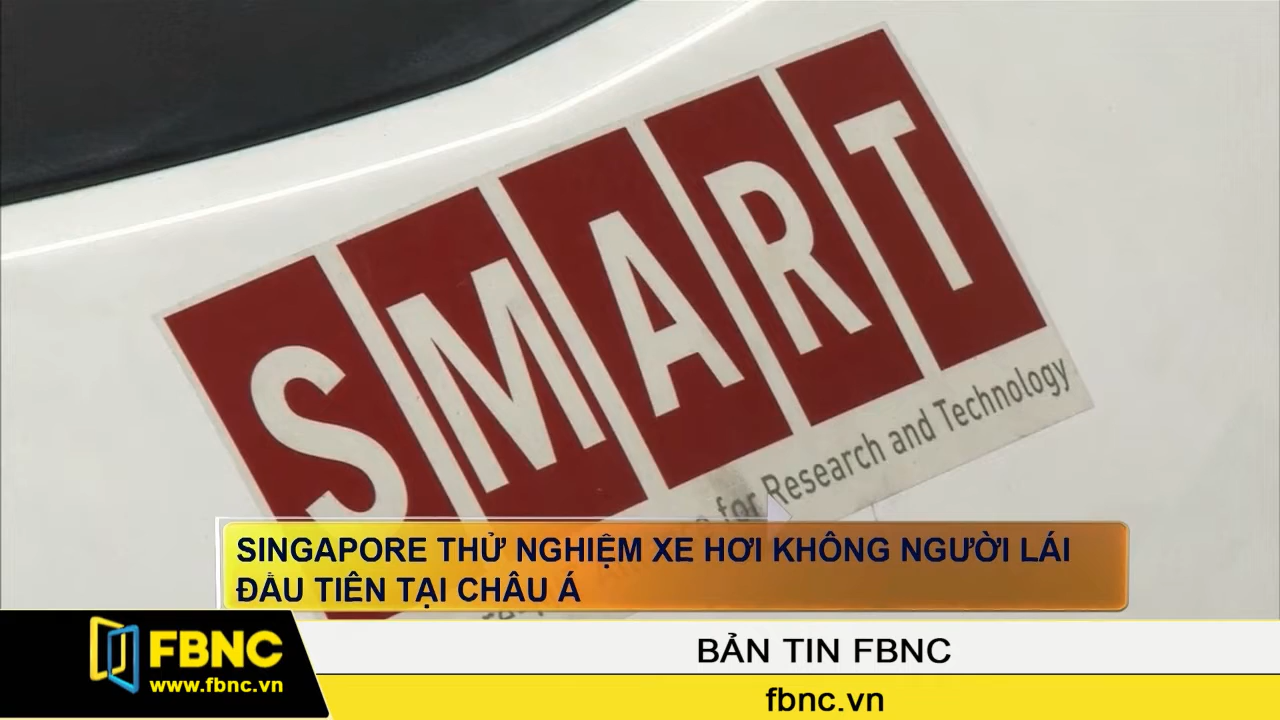 SMART
for Research and Technology
SINGAPORE THỬ NGHIỆM XE HƠI KHÔNG NGƯỜI LÁI
ĐẦU TIÊN TẠI CHÂU Á
FBNC
www.fbnc.vn
BẢN TIN FBNC
fbnc.vn